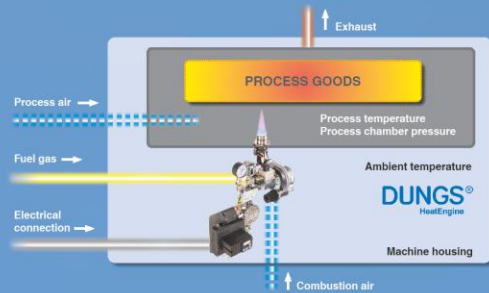 Exhaust
PROCESS GOODS
Process air
Process temperature
Process chamber pressure
Fuel gas
Ambient temperature
DUNGS®
HeatEngine
Electrical
connection
Machine housing
Combustion air